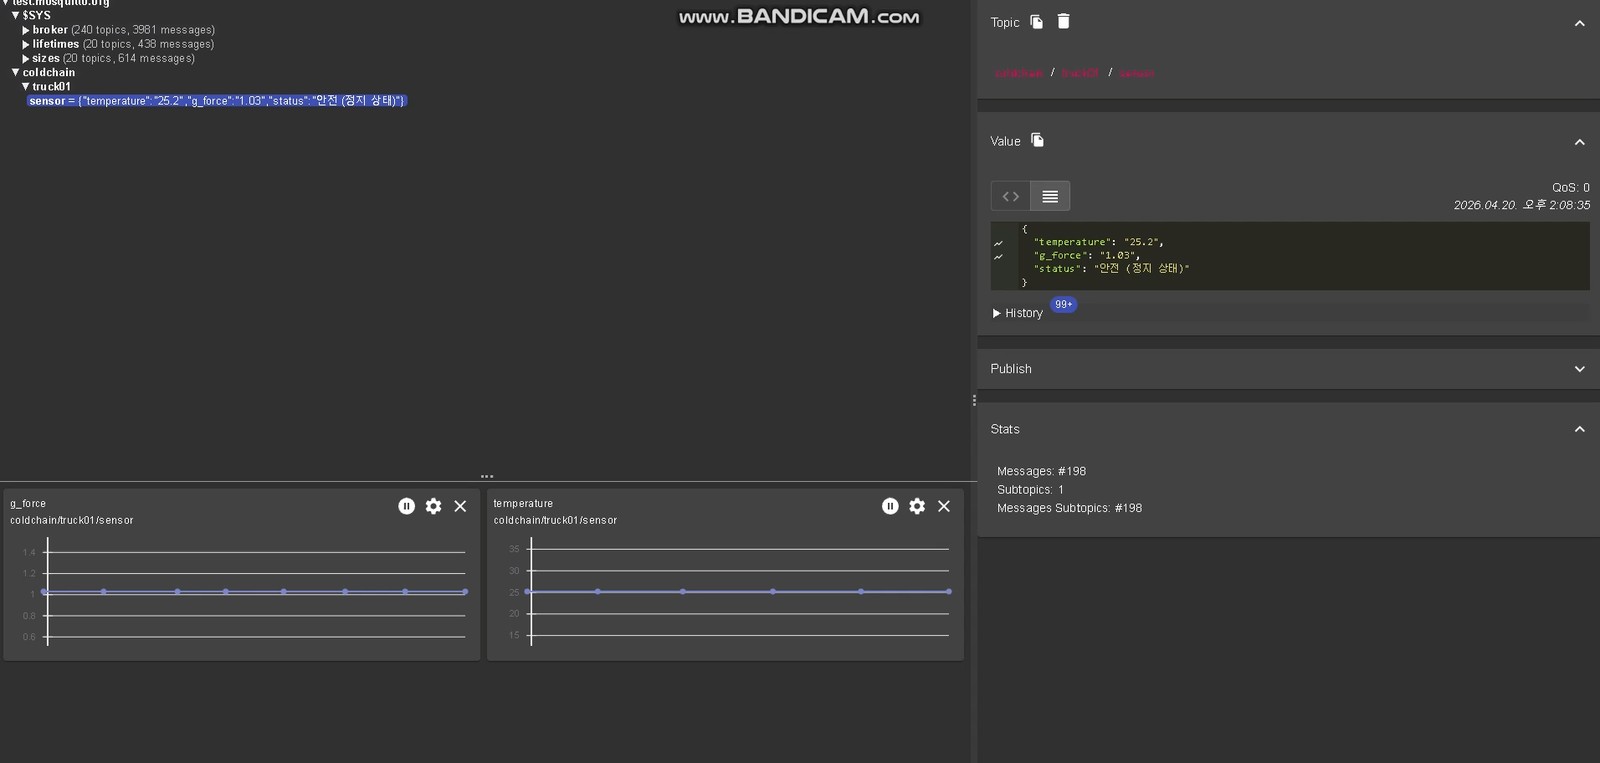 test.mosquitto.org
$SYS
broker (240 topics, 3981 messages)
lifetimes (20 topics, 438 messages)
sizes (20 topics, 614 messages)
coldchain
truck01
sensor = {"temperature":"25.2","g_force":"1.03","status":"안전 (정지 상태)"}
www.BANDICAM.com
g_force
coldchain/truck01/sensor
1.4
1.2
1
0.8
0.6
temperature
coldchain/truck01/sensor
35
30
25
20
15
Topic
coldchain / truck01 / sensor
Value
QoS: 0
2026.04.20. 오후 2:08:35
{
"temperature": "25.2",
"g_force": "1.03",
"status": "안전 (정지 상태)"
}
History 99+
Publish
Stats
Messages: #198
Subtopics: 1
Messages Subtopics: #198